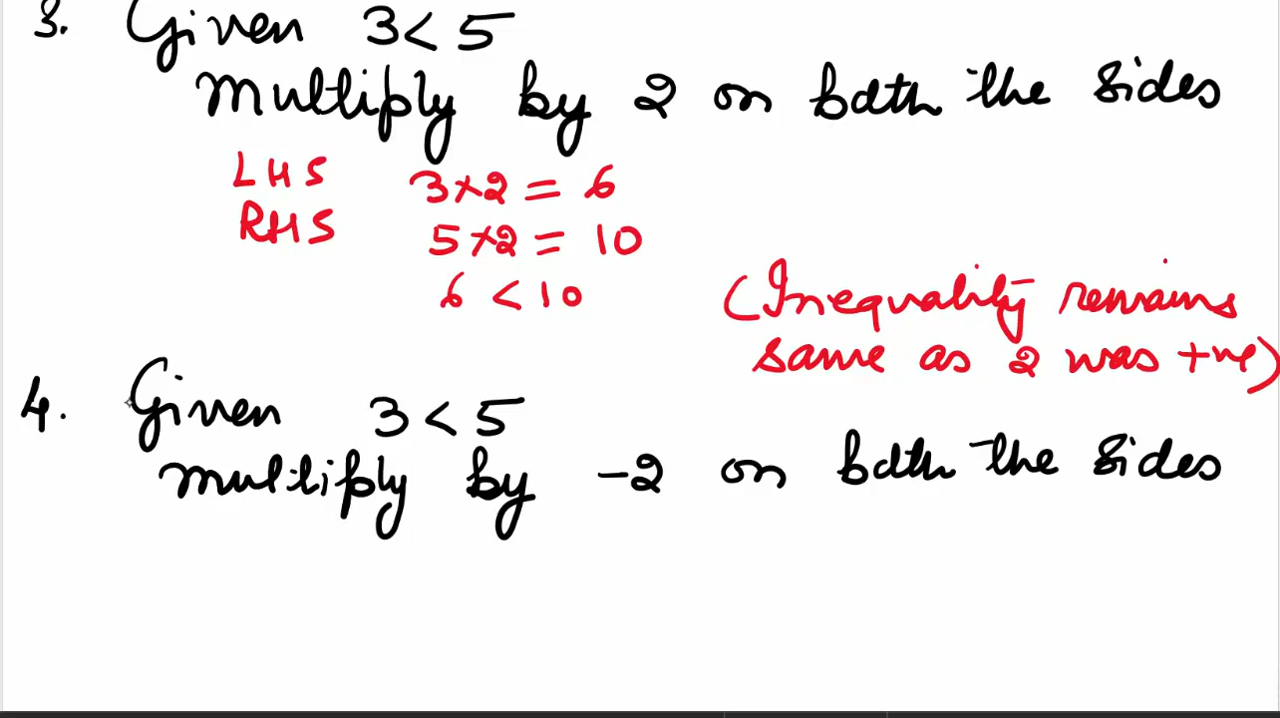 3. Given 3 < 5
Multiply by 2 on both the sides
LHS 3×2 = 6
RHS 5×2 = 10
6 < 10
(Inequality remains
same as 2 was +ve)
4. Given 3 < 5
multiply by -2 on both the sides